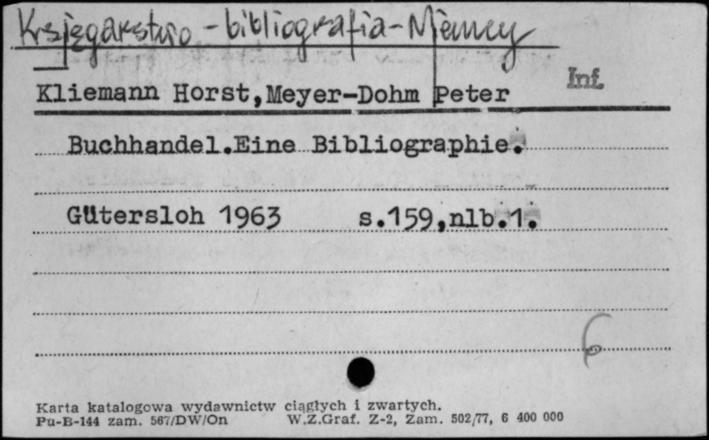 Księgarstwo - bibliografia - Niemcy
Inf.
Kliemann Horst,Meyer-Dohm Peter
Buchhandel.Eine Bibliographie.
Gütersloh 1963 s.159,nlb.1.
6
Karta katalogowa wydawnictw ciągłych i zwartych.
Pu-B-144 zam. 567/DW/On W.Z.Graf. Z-2, Zam. 502/77, 6 400 000